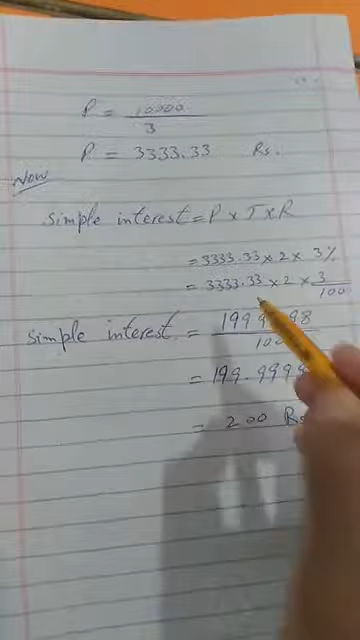 P = 10000 / 3
P = 3333.33 Rs.
Now
simple interest = P x T x R
= 3333.33 x 2 x 3%
= 3333.33 x 2 x 3 / 100
simple interest =
= 199.999
= 200 Rs